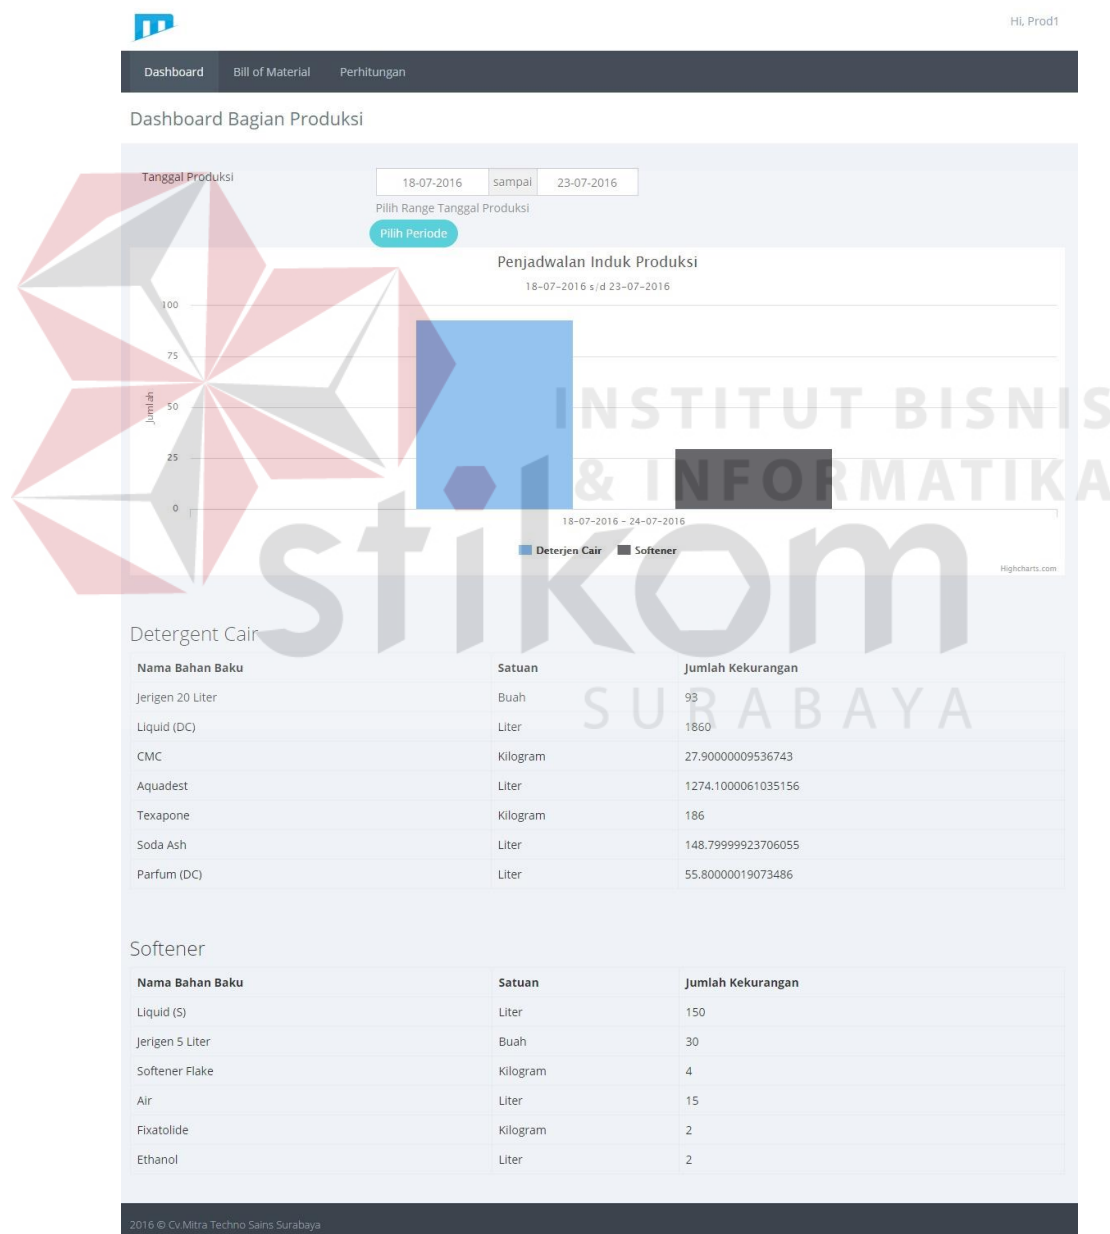 Hi, Prod1
Dashboard Bill of Material Perhitungan
Dashboard Bagian Produksi
Tanggal Produksi 18-07-2016 sampai 23-07-2016
Pilih Range Tanggal Produksi
Pilih Periode
Penjadwalan Induk Produksi
18-07-2016 s/d 23-07-2016
100
75
50
25
0
Jumlah
18-07-2016 - 24-07-2016
Deterjen Cair Softener
Highcharts.com
INSTITUT BISNIS
& INFORMATIKA
stikom
SURABAYA
Detergent Cair
Nama Bahan Baku Satuan Jumlah Kekurangan
Jerigen 20 Liter Buah 93
Liquid (DC) Liter 1860
CMC Kilogram 27.90000009536743
Aquadest Liter 1274.1000061035156
Texapone Kilogram 186
Soda Ash Liter 148.79999923706055
Parfum (DC) Liter 55.80000019073486
Softener
Nama Bahan Baku Satuan Jumlah Kekurangan
Liquid (S) Liter 150
Jerigen 5 Liter Buah 30
Softener Flake Kilogram 4
Air Liter 15
Fixatolide Kilogram 2
Ethanol Liter 2
2016 © Cv.Mitra Techno Sains Surabaya